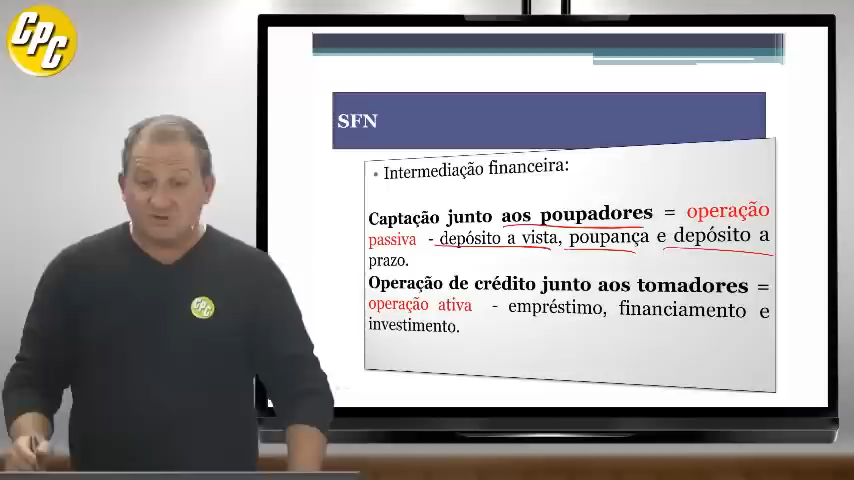 CPC
SFN
• Intermediação financeira:
Captação junto aos poupadores = operação
passiva - depósito a vista, poupança e depósito a
prazo.
Operação de crédito junto aos tomadores =
operação ativa - empréstimo, financiamento e
investimento.
CPC